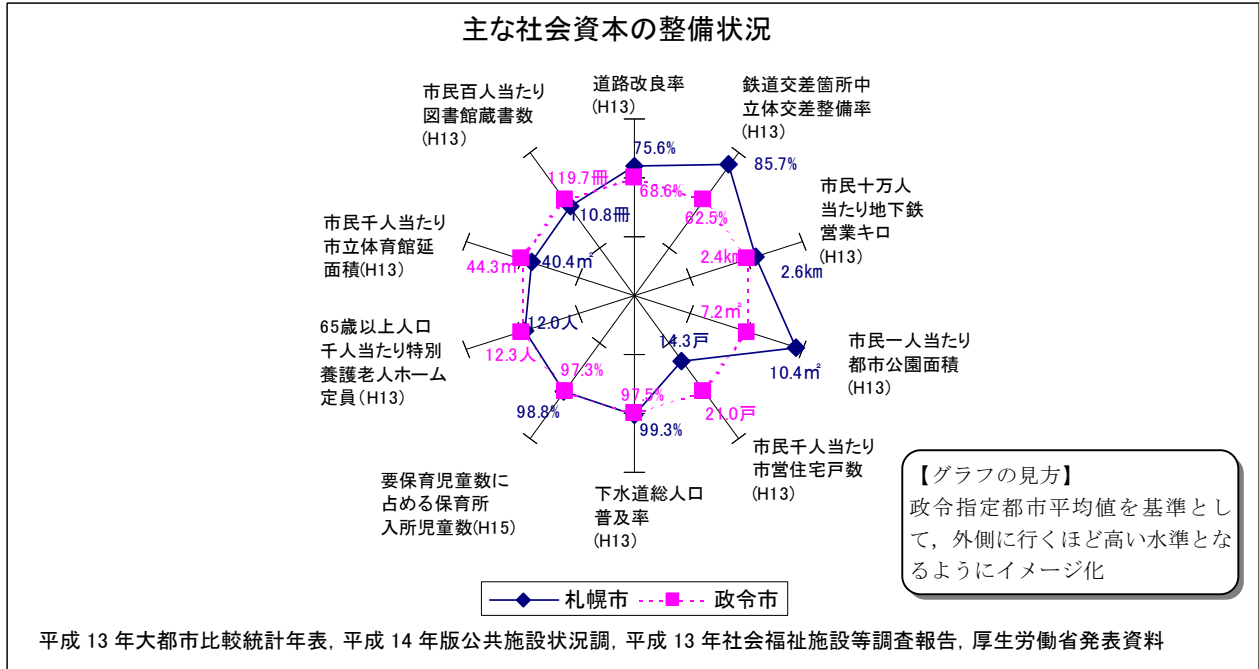 主な社会資本の整備状況
道路改良率
(H13)
75.6%
68.6%
鉄道交差箇所中
立体交差整備率
(H13)
85.7%
62.5%
市民十万人
当たり地下鉄
営業キロ
(H13)
2.4km
2.6km
市民一人当たり
都市公園面積
(H13)
7.2㎡
10.4㎡
市民千人当たり
市営住宅戸数
(H13)
14.3戸
21.0戸
下水道総人口
普及率
(H13)
97.5%
99.3%
要保育児童数に
占める保育所
入所児童数(H15)
97.3%
98.8%
65歳以上人口
千人当たり特別
養護老人ホーム
定員(H13)
12.0人
12.3人
市民千人当たり
市立体育館延
面積(H13)
40.4㎡
44.3㎡
市民百人当たり
図書館蔵書数
(H13)
119.7冊
10.8冊
【グラフの見方】
政令指定都市平均値を基準とし
て，外側に行くほど高い水準とな
るようにイメージ化
札幌市 政令市
平成 13 年大都市比較統計年表，平成 14 年版公共施設状況調，平成 13 年社会福祉施設等調査報告，厚生労働省発表資料